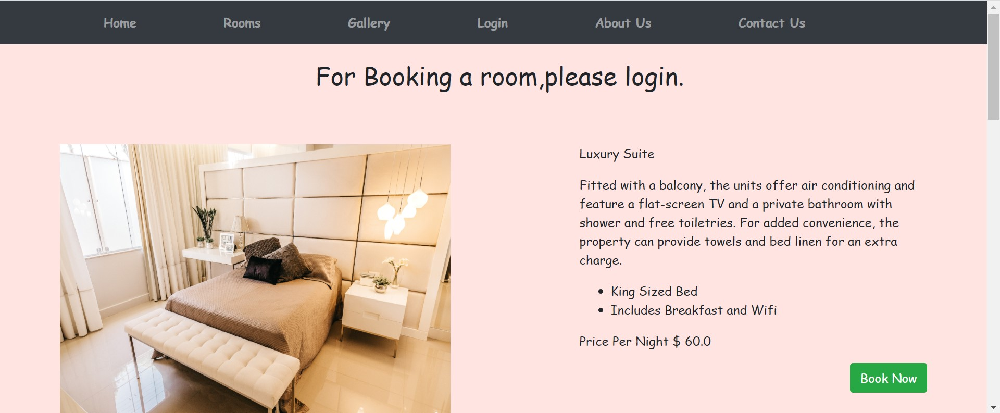 Home Rooms Gallery Login About Us Contact Us
For Booking a room,please login.
Luxury Suite
Fitted with a balcony, the units offer air conditioning and
feature a flat-screen TV and a private bathroom with
shower and free toiletries. For added convenience, the
property can provide towels and bed linen for an extra
charge.
• King Sized Bed
• Includes Breakfast and Wifi
Price Per Night $ 60.0
Book Now